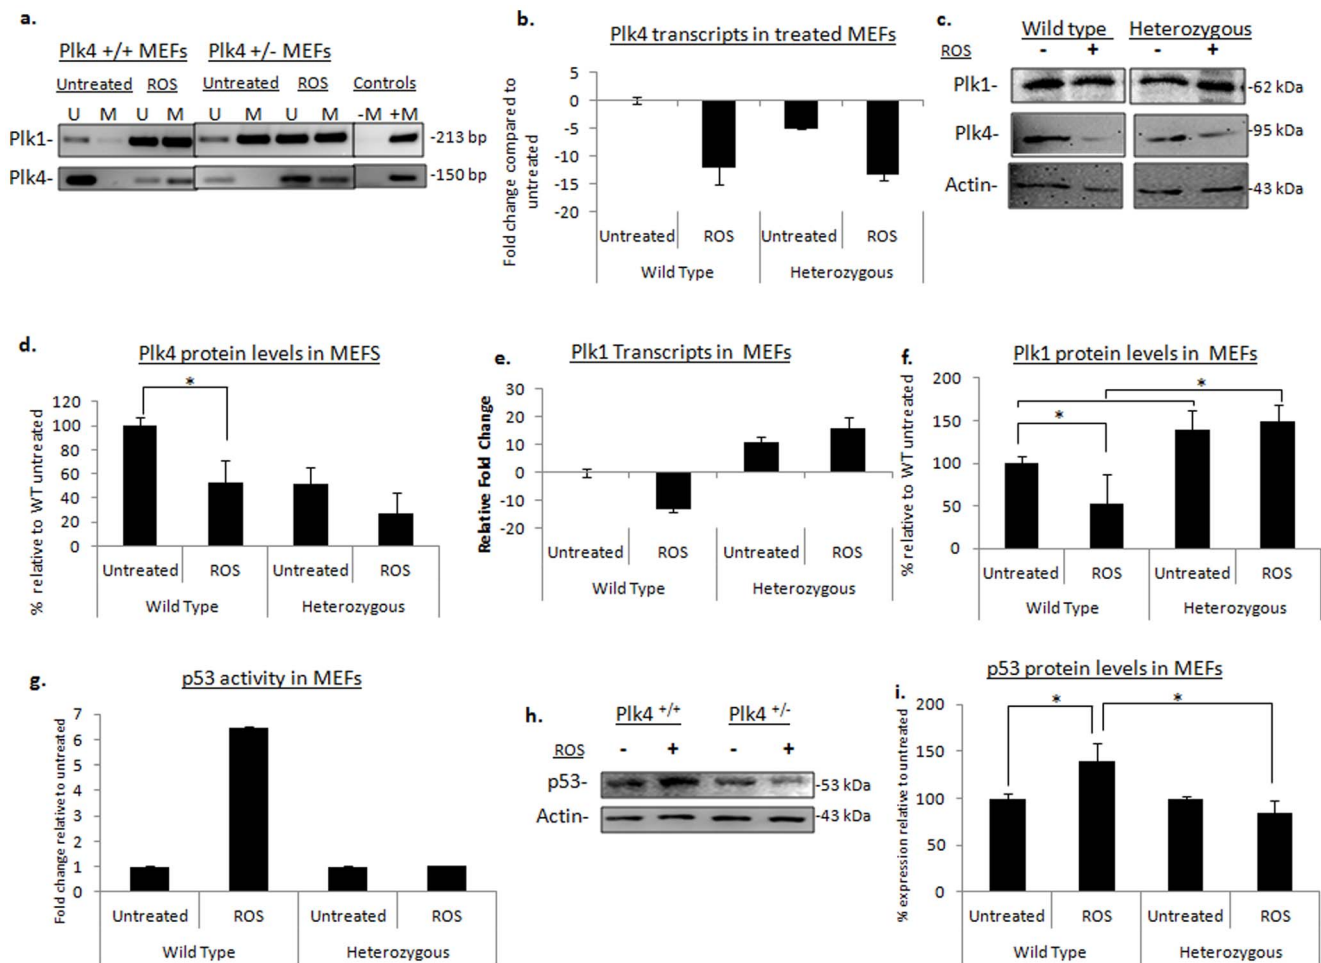 a.
Plk4 +/+ MEFs Plk4 +/- MEFs
Untreated ROS Untreated ROS Controls
U M U M U M U M -M +M
Plk1- -213 bp
Plk4- -150 bp
b.
Plk4 transcripts in treated MEFs
Fold change compared to
untreated
5
0
-5
-10
-15
-20
Untreated ROS Untreated ROS
Wild Type Heterozygous
c.
Wild type Heterozygous
ROS - + - +
Plk1- -62 kDa
Plk4- -95 kDa
Actin- -43 kDa
d.
Plk4 protein levels in MEFS
% relative to WT untreated
*
120
100
80
60
40
20
0
Untreated ROS Untreated ROS
Wild Type Heterozygous
e.
Plk1 Transcripts in MEFs
Relative Fold Change
30
20
10
0
-10
-20
Untreated ROS Untreated ROS
Wild Type Heterozygous
f.
Plk1 protein levels in MEFs
% relative to WT untreated
* *
200
150
100
50
0
Untreated ROS Untreated ROS
Wild Type Heterozygous
g.
p53 activity in MEFs
Fold change relative to untreated
7
6
5
4
3
2
1
0
Untreated ROS Untreated ROS
Wild Type Heterozygous
h.
Plk4 +/+ Plk4 +/-
ROS - + - +
p53- -53 kDa
Actin- -43 kDa
i.
p53 protein levels in MEFs
% expression relative to untreated
* *
200
150
100
50
0
Untreated ROS Untreated ROS
Wild Type Heterozygous